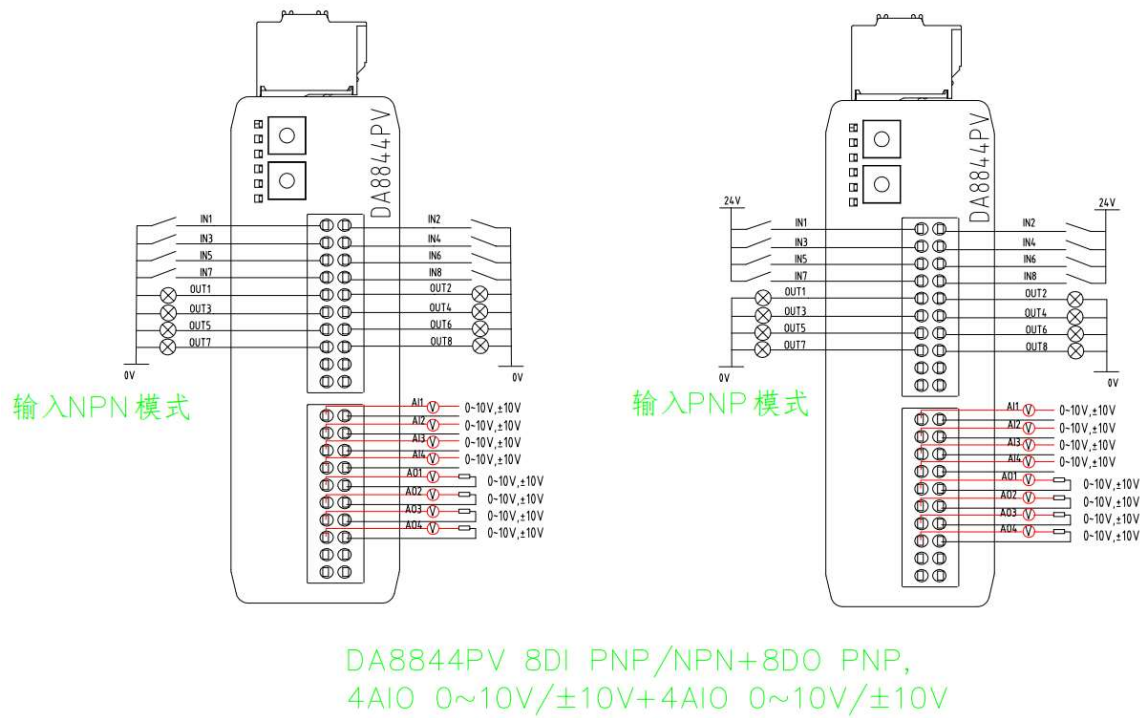 DA8844PV
IN1 IN2
IN3 IN4
IN5 IN6
IN7 IN8
OUT1 OUT2
OUT3 OUT4
OUT5 OUT6
OUT7 OUT8
0V 0V
输入NPN模式
AI1 0~10V,±10V
AI2 0~10V,±10V
AI3 0~10V,±10V
AI4 0~10V,±10V
AO1 0~10V,±10V
AO2 0~10V,±10V
AO3 0~10V,±10V
AO4 0~10V,±10V
V
V
V
V
V
V
V
V
DA8844PV
24V 24V
IN1 IN2
IN3 IN4
IN5 IN6
IN7 IN8
OUT1 OUT2
OUT3 OUT4
OUT5 OUT6
OUT7 OUT8
0V 0V
输入PNP模式
AI1 0~10V,±10V
AI2 0~10V,±10V
AI3 0~10V,±10V
AI4 0~10V,±10V
AO1 0~10V,±10V
AO2 0~10V,±10V
AO3 0~10V,±10V
AO4 0~10V,±10V
V
V
V
V
V
V
V
V
DA8844PV 8DI PNP/NPN+8DO PNP,
4AIO 0~10V/±10V+4AIO 0~10V/±10V